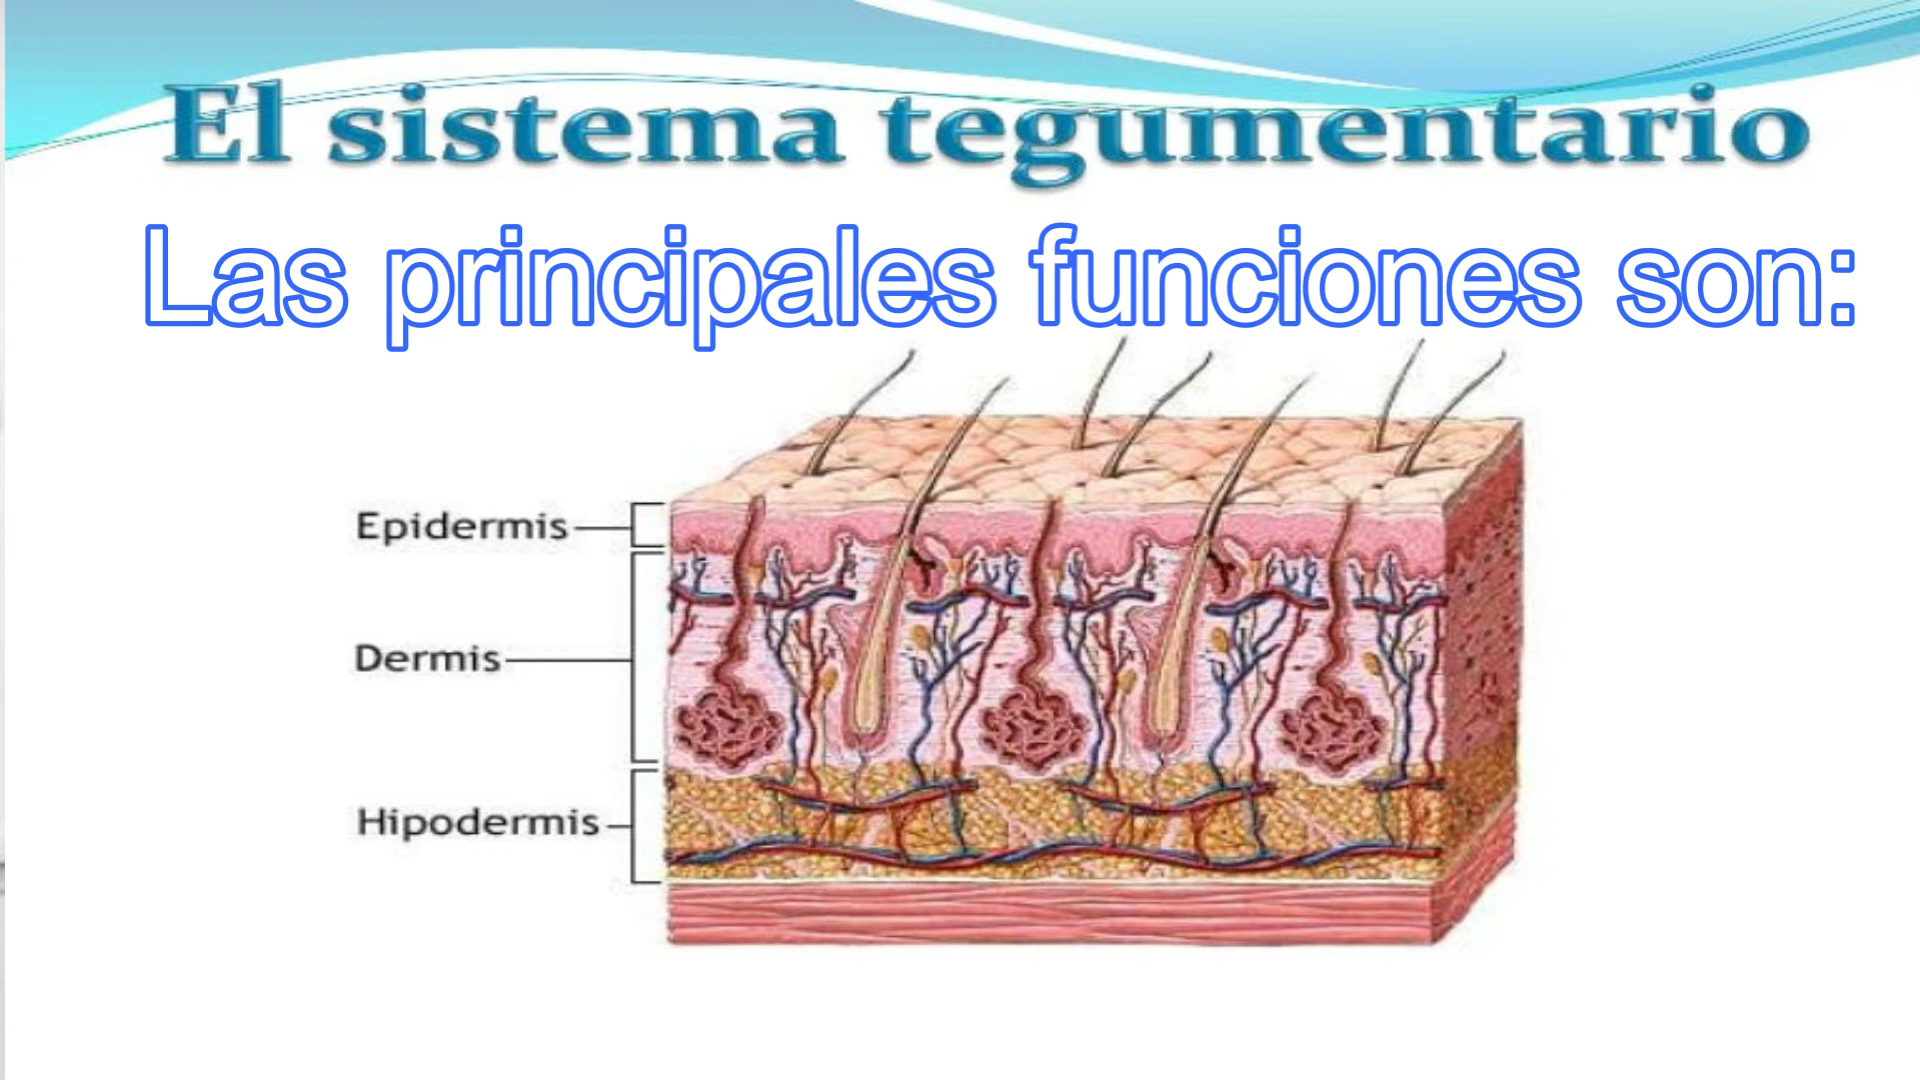 El sistema tegumentario
Las principales funciones son:
Epidermis
Dermis
Hipodermis